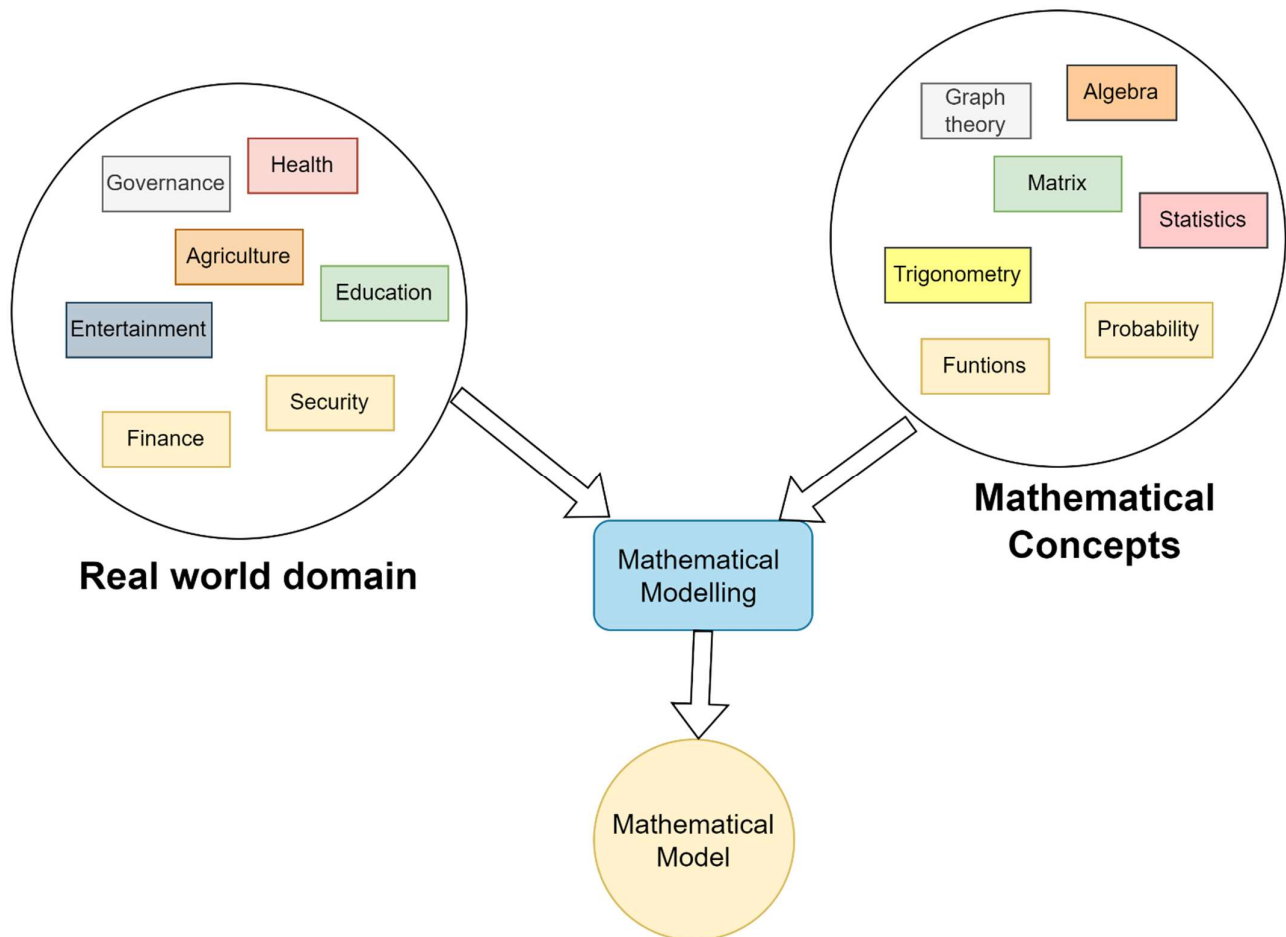 Governance
Health
Agriculture
Education
Entertainment
Security
Finance
Real world domain
Graph
theory
Algebra
Matrix
Statistics
Trigonometry
Probability
Funtions
Mathematical
Concepts
Mathematical
Modelling
Mathematical
Model